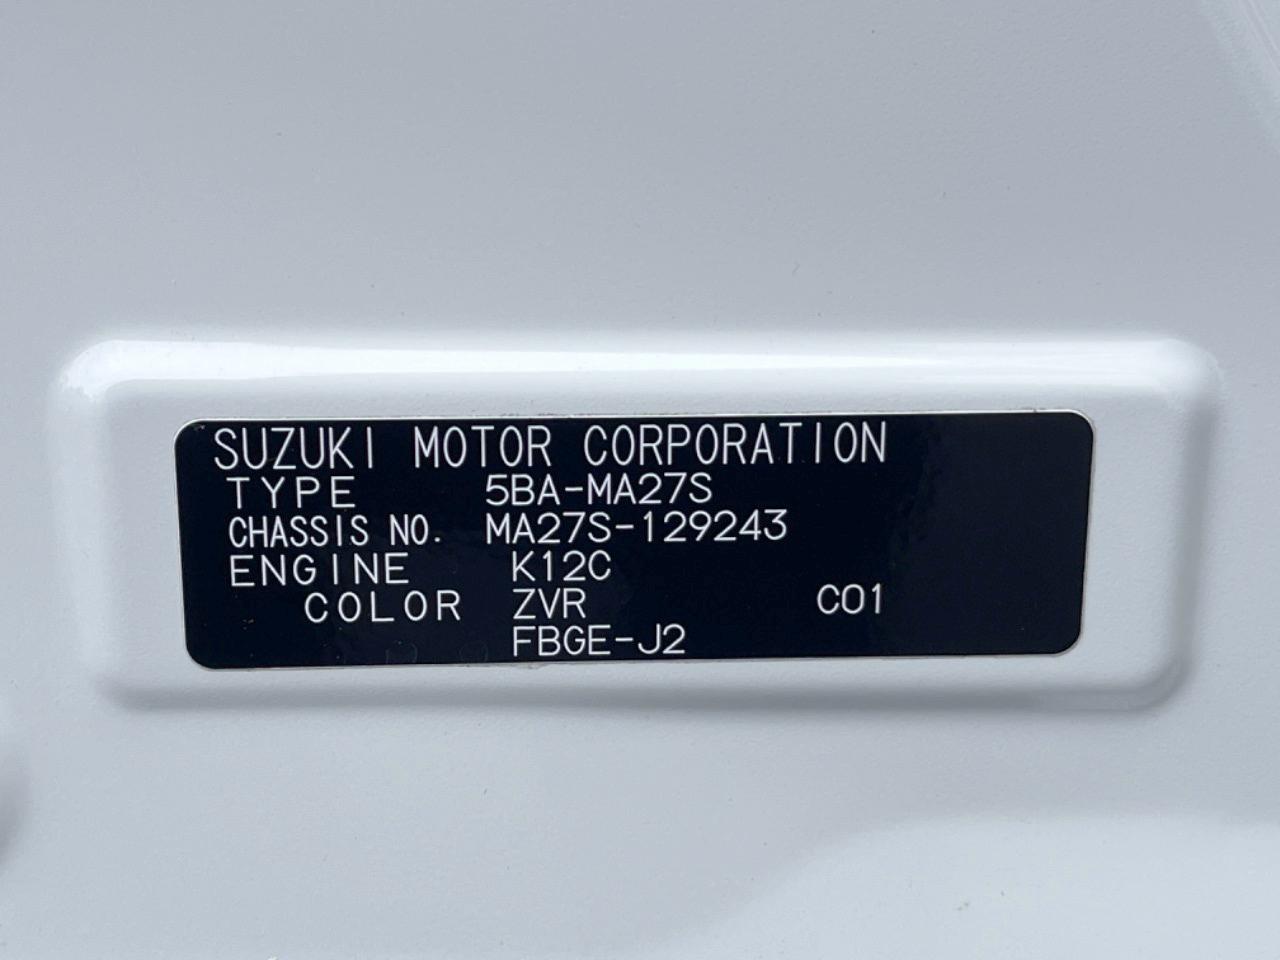 SUZUKI MOTOR CORPORATION
TYPE 5BA-MA27S
CHASSIS NO. MA27S-129243
ENGINE K12C
COLOR ZVR C01
FBGE-J2